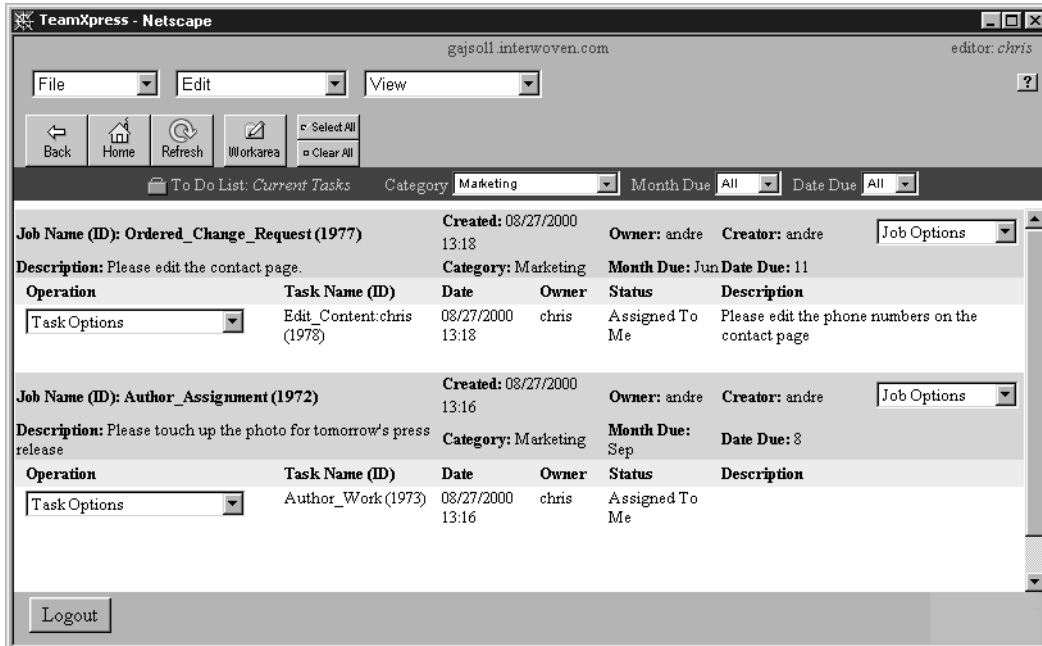 TeamXpress - Netscape
gajsoll.interwoven.com editor: chris
File Edit View ?
Back Home Refresh Workarea Select All
Clear All
To Do List: Current Tasks Category Marketing Month Due All Date Due All
Job Name (ID): Ordered_Change_Request (1977) Created: 08/27/2000 13:18 Owner: andre Creator: andre Job Options
Description: Please edit the contact page. Category: Marketing Month Due: Jun Date Due: 11
Operation Task Name (ID) Date Owner Status Description
Task Options Edit_Content:chris (1978) 08/27/2000 13:18 chris Assigned To Me Please edit the phone numbers on the contact page
Job Name (ID): Author_Assignment (1972) Created: 08/27/2000 13:16 Owner: andre Creator: andre Job Options
Description: Please touch up the photo for tomorrow's press release Category: Marketing Month Due: Sep Date Due: 8
Operation Task Name (ID) Date Owner Status Description
Task Options Author_Work (1973) 08/27/2000 13:16 chris Assigned To Me
Logout